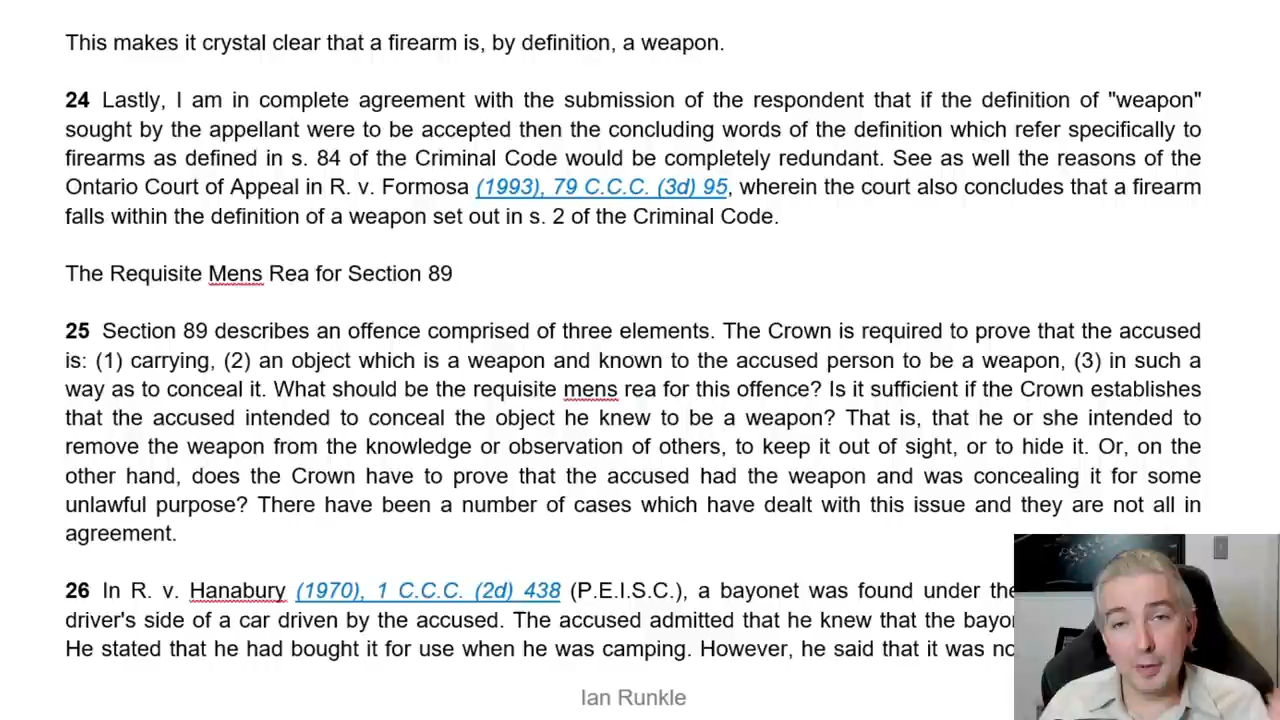 This makes it crystal clear that a firearm is, by definition, a weapon.
24 Lastly, I am in complete agreement with the submission of the respondent that if the definition of "weapon"
sought by the appellant were to be accepted then the concluding words of the definition which refer specifically to
firearms as defined in s. 84 of the Criminal Code would be completely redundant. See as well the reasons of the
Ontario Court of Appeal in R. v. Formosa (1993), 79 C.C.C. (3d) 95, wherein the court also concludes that a firearm
falls within the definition of a weapon set out in s. 2 of the Criminal Code.
The Requisite Mens Rea for Section 89
25 Section 89 describes an offence comprised of three elements. The Crown is required to prove that the accused
is: (1) carrying, (2) an object which is a weapon and known to the accused person to be a weapon, (3) in such a
way as to conceal it. What should be the requisite mens rea for this offence? Is it sufficient if the Crown establishes
that the accused intended to conceal the object he knew to be a weapon? That is, that he or she intended to
remove the weapon from the knowledge or observation of others, to keep it out of sight, or to hide it. Or, on the
other hand, does the Crown have to prove that the accused had the weapon and was concealing it for some
unlawful purpose? There have been a number of cases which have dealt with this issue and they are not all in
agreement.
26 In R. v. Hanabury (1970), 1 C.C.C. (2d) 438 (P.E.I.S.C.), a bayonet was found under the
driver's side of a car driven by the accused. The accused admitted that he knew that the
He stated that he had bought it for use when he was camping. However, he said that it was
Ian Runkle